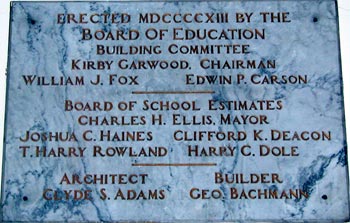 ERECTED MDCCCCXIII BY THE
BOARD OF EDUCATION
BUILDING COMMITTEE
KIRBY GARWOOD, CHAIRMAN
WILLIAM J. FOX EDWIN P. CARSON
BOARD OF SCHOOL ESTIMATES
CHARLES H. ELLIS, MAYOR
JOSHUA C. HAINES CLIFFORD K. DEACON
T. HARRY ROWLAND HARRY C. DOLE
ARCHITECT BUILDER
CLYDE S. ADAMS GEO. BACHMANN